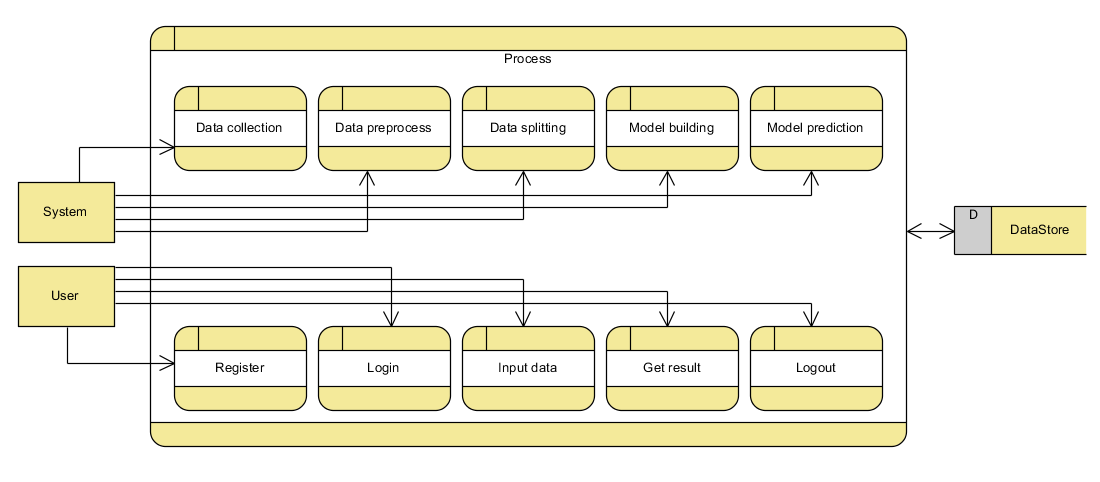 Process
Data collection
Data preprocess
Data splitting
Model building
Model prediction
System
D
DataStore
User
Register
Login
Input data
Get result
Logout